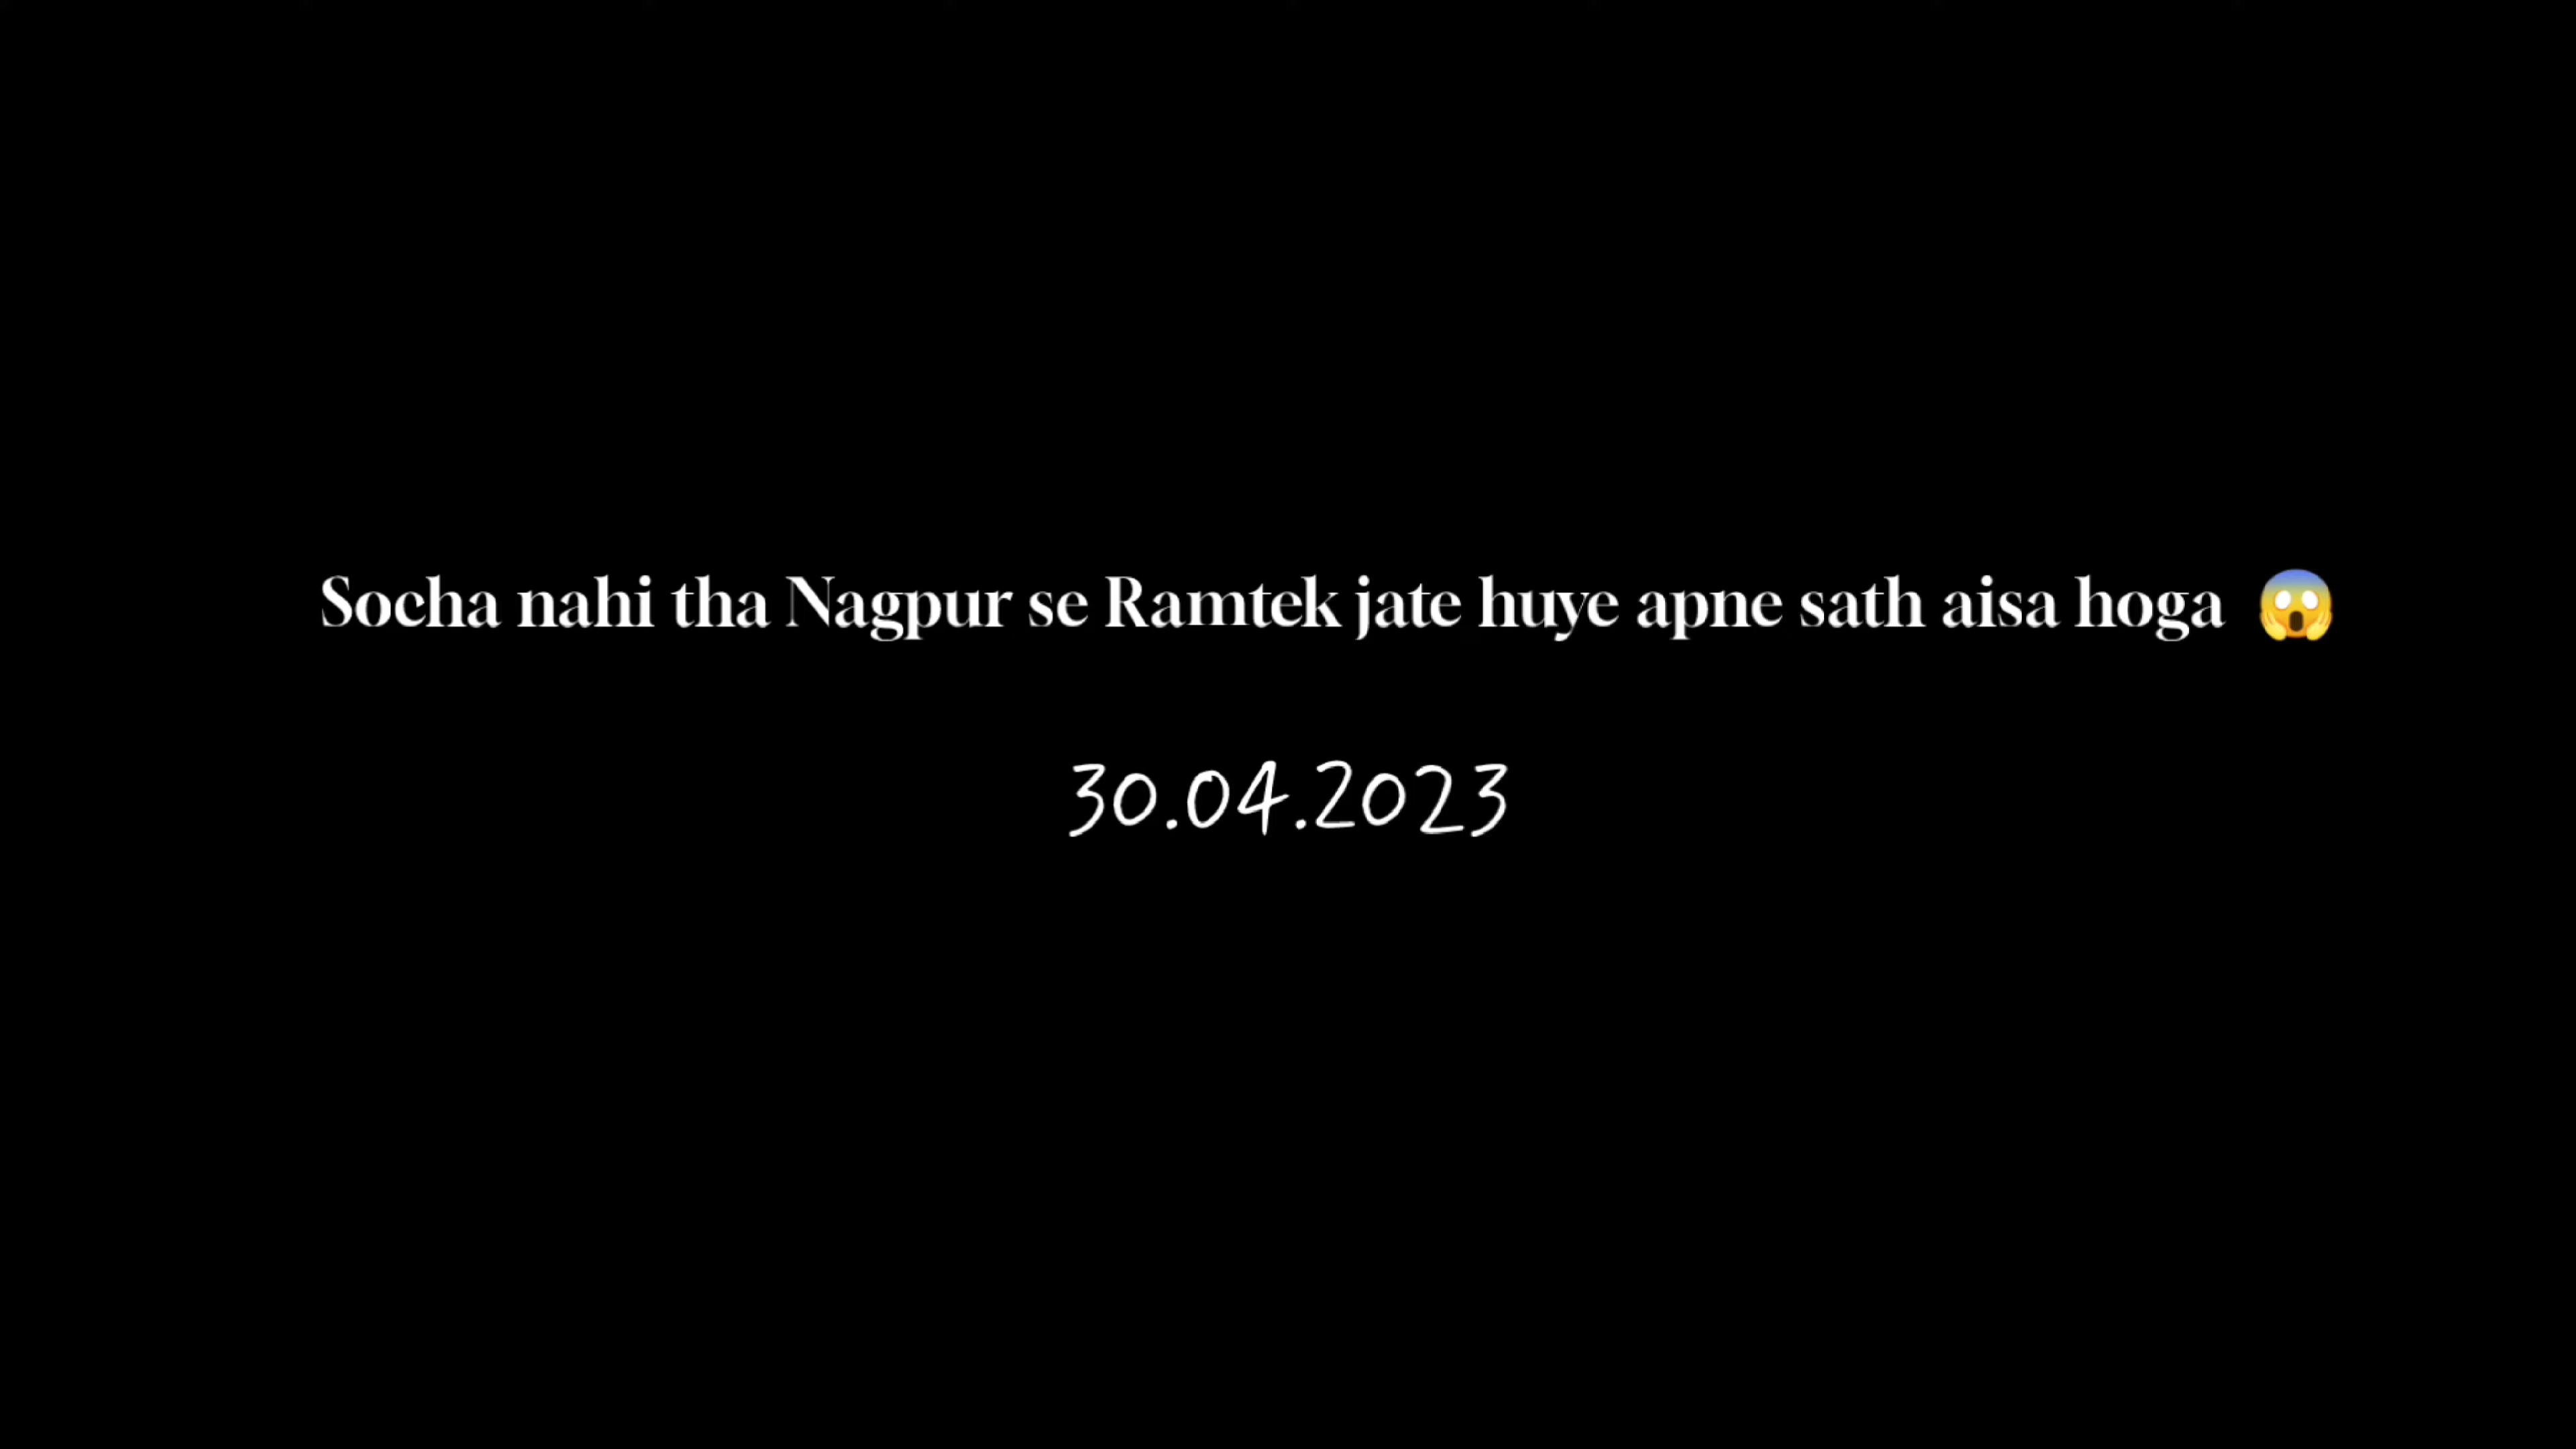 Socha nahi tha Nagpur se Ramtek jate huye apne sath aisa hoga 😱
30.04.2023